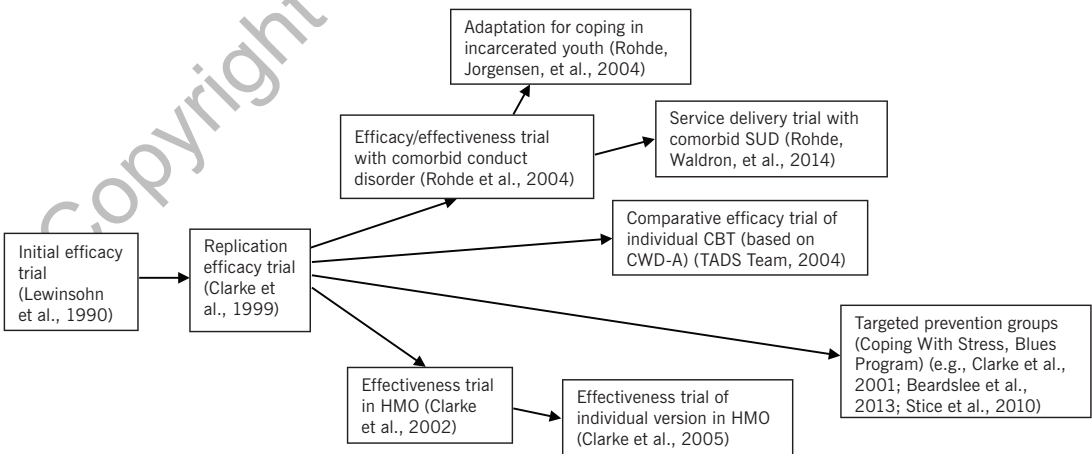 Copyright
Adaptation for coping in
incarcerated youth (Rohde,
Jorgensen, et al., 2004)
Efficacy/effectiveness trial
with comorbid conduct
disorder (Rohde et al., 2004)
Service delivery trial with
comorbid SUD (Rohde,
Waldron, et al., 2014)
Initial efficacy
trial
(Lewinsohn
et al., 1990)
Replication
efficacy trial
(Clarke et
al., 1999)
Comparative efficacy trial of
individual CBT (based on
CWD-A) (TADS Team, 2004)
Targeted prevention groups
(Coping With Stress, Blues
Program) (e.g., Clarke et al.,
2001; Beardslee et al.,
2013; Stice et al., 2010)
Effectiveness trial
in HMO (Clarke
et al., 2002)
Effectiveness trial of
individual version in HMO
(Clarke et al., 2005)